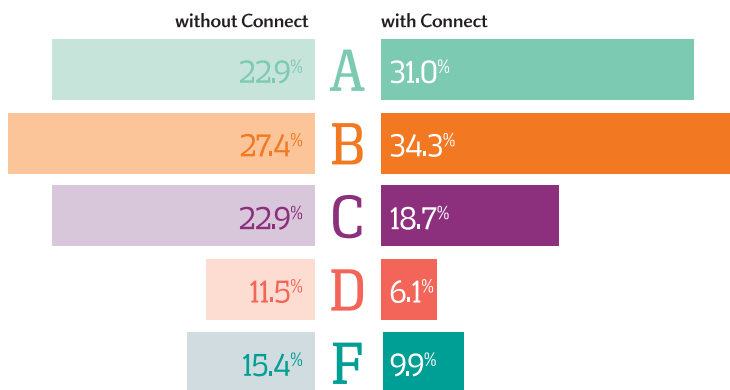 without Connect with Connect
22.9% A 31.0%
27.4% B 34.3%
22.9% C 18.7%
11.5% D 6.1%
15.4% F 9.9%